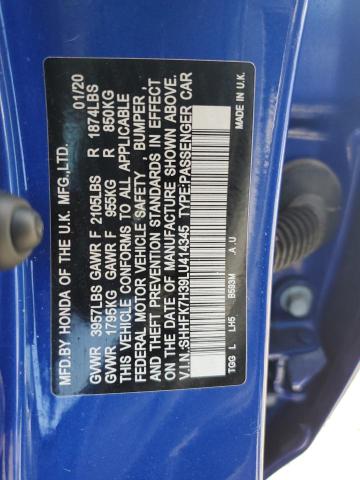 MFD.BY HONDA OF THE U.K. MFG.,LTD. 01/20
GVWR 3957LBS GAWR F 2105LBS R 1874LBS
GVWR 1795KG GAWR F 955KG R 850KG
THIS VEHICLE CONFORMS TO ALL APPLICABLE
FEDERAL MOTOR VEHICLE SAFETY , BUMPER ,
AND THEFT PREVENTION STANDARDS IN EFFECT
ON THE DATE OF MANUFACTURE SHOWN ABOVE.
V.I.N.:SHHFK7H39LU414345 TYPE:PASSENGER CAR
TGG L LH5 B593M A . U MADE IN U.K.